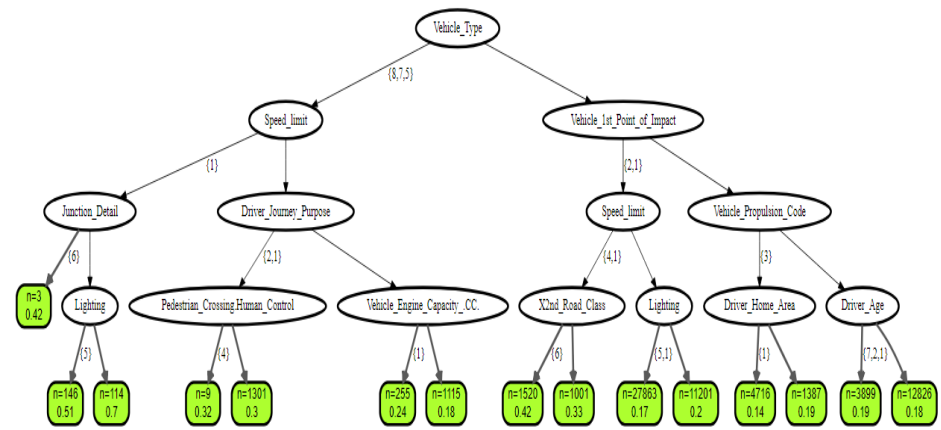 Vehicle_Type
{8,7,5}
Speed_limit
Vehicle_1st_Point_of_Impact
{1}
{2,1}
Junction_Detail
Driver_Journey_Purpose
Speed_limit
Vehicle_Propulsion_Code
{6}
{2,1}
{4,1}
{3}
n=3
0.42
Lighting
Pedestrian_Crossing.Human_Control
Vehicle_Engine_Capacity_.CC.
X2nd_Road_Class
Lighting
Driver_Home_Area
Driver_Age
{5}
{4}
{1}
{6}
{5,1}
{1}
{7,2,1}
n=146
0.51
n=114
0.7
n=9
0.32
n=1301
0.3
n=255
0.24
n=1115
0.18
n=1520
0.42
n=1001
0.33
n=27863
0.17
n=11201
0.2
n=4716
0.14
n=1387
0.19
n=3899
0.19
n=12826
0.18